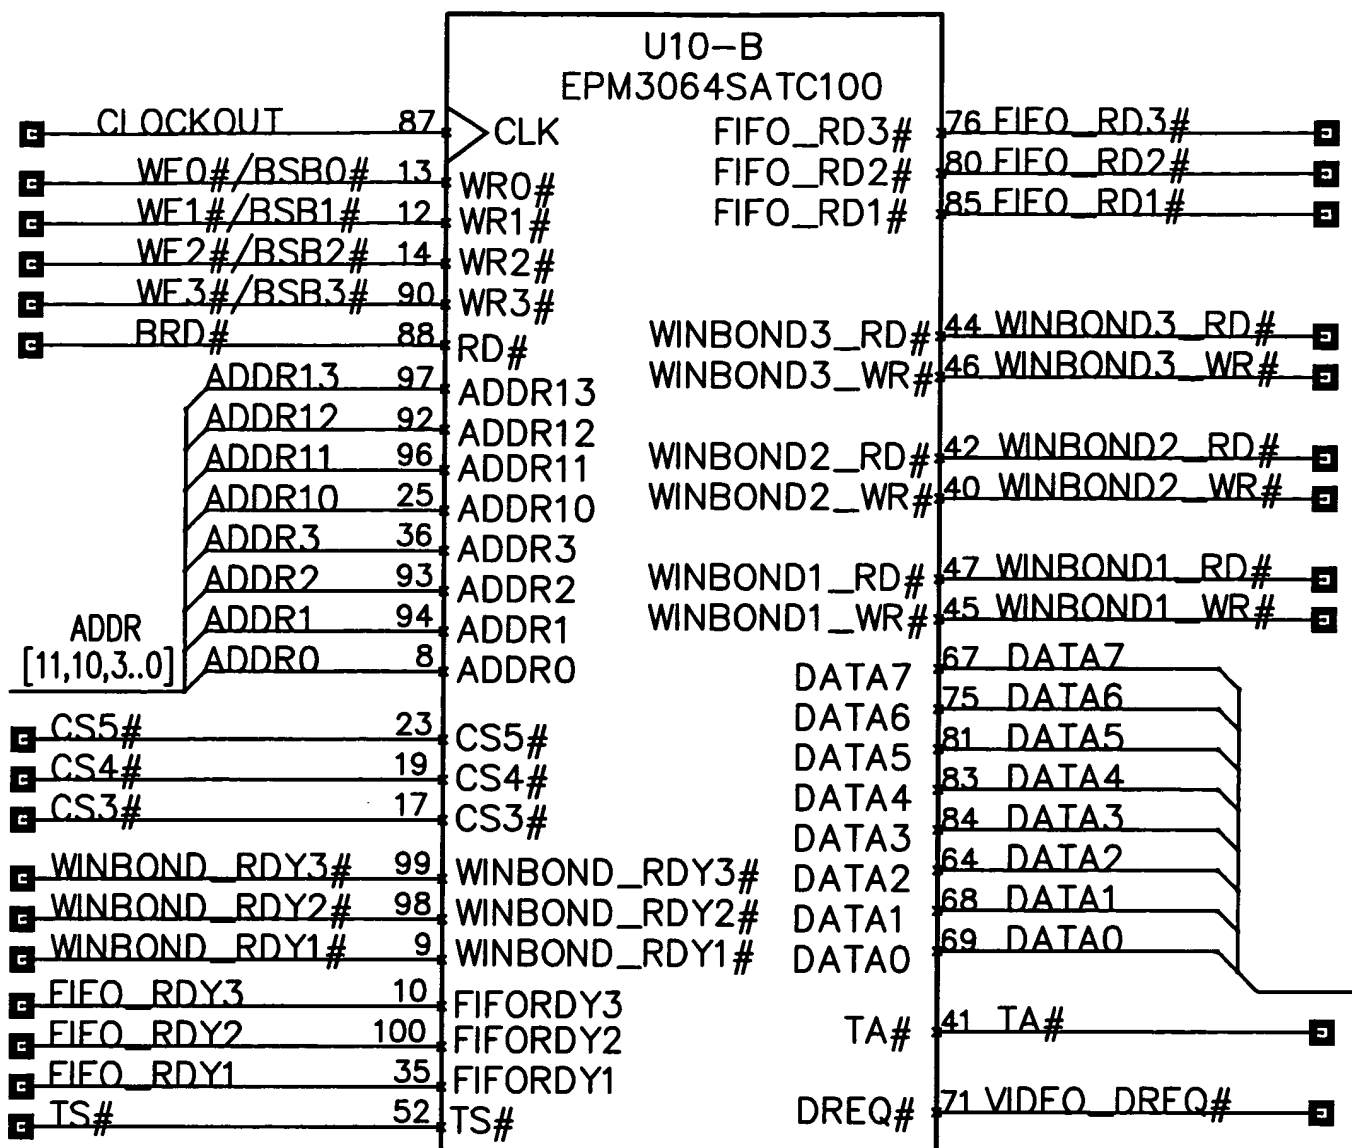 U10-B
EPM3064SATC100
CLOCKOUT 87 CLK FIFO_RD3# 76 FIFO_RD3#
WE0#/BSB0# 13 WR0# FIFO_RD2# 80 FIFO_RD2#
WE1#/BSB1# 12 WR1# FIFO_RD1# 85 FIFO_RD1#
WE2#/BSB2# 14 WR2#
WE3#/BSB3# 90 WR3#
BRD# 88 RD# WINBOND3_RD# 44 WINBOND3_RD#
ADDR13 97 ADDR13 WINBOND3_WR# 46 WINBOND3_WR#
ADDR12 92 ADDR12
ADDR11 96 ADDR11 WINBOND2_RD# 42 WINBOND2_RD#
ADDR10 25 ADDR10 WINBOND2_WR# 40 WINBOND2_WR#
ADDR3 36 ADDR3
ADDR2 93 ADDR2 WINBOND1_RD# 47 WINBOND1_RD#
ADDR1 94 ADDR1 WINBOND1_WR# 45 WINBOND1_WR#
ADDR
[11,10,3..0]
ADDR0 8 ADDR0 DATA7 67 DATA7
DATA6 75 DATA6
CS5# 23 CS5# DATA5 81 DATA5
CS4# 19 CS4# DATA4 83 DATA4
CS3# 17 CS3# DATA3 84 DATA3
WINBOND_RDY3# 99 WINBOND_RDY3# DATA2 64 DATA2
WINBOND_RDY2# 98 WINBOND_RDY2# DATA1 68 DATA1
WINBOND_RDY1# 9 WINBOND_RDY1# DATA0 69 DATA0
FIFO_RDY3 10 FIFORDY3
FIFO_RDY2 100 FIFORDY2 TA# 41 TA#
FIFO_RDY1 35 FIFORDY1
TS# 52 TS# DREQ# 71 VIDEO_DREQ#